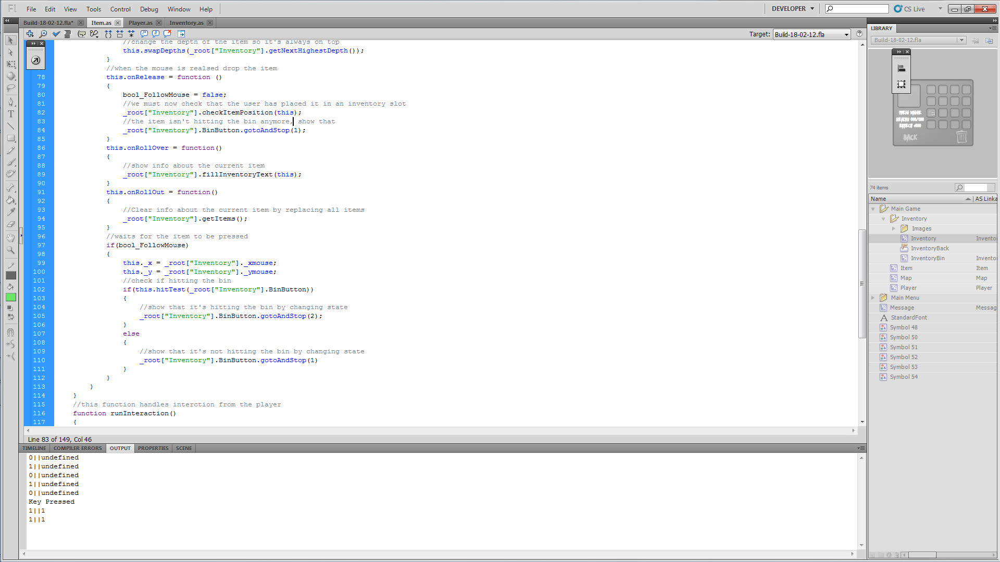 Fl File Edit View Tools Control Debug Window Help DEVELOPER CS Live
Build-18-02-12.fla* Item.as Player.as Inventory.as
Target: Build-18-02-12.fla
//change the depth of the item so it's always on top
this.swapDepths(_root["Inventory"].getNextHighestDepth());
}
//when the mouse is realsed drop the item
78 this.onRelease = function ()
79 {
80 bool_FollowMouse = false;
81 //we must now check that the user has placed it in an inventory slot
82 _root["Inventory"].checkItemPosition(this);
83 //the item isn't hitting the bin anymore, show that
84 _root["Inventory"].BinButton.gotoAndStop(1);
85 }
86 this.onRollOver = function()
87 {
88 //show info about the current item
89 _root["Inventory"].fillInventoryText(this);
90 }
91 this.onRollOut = function()
92 {
93 //Clear info about the current item by replacing all items
94 _root["Inventory"].getItems();
95 }
96 //waits for the item to be pressed
97 if(bool_FollowMouse)
98 {
99 this._x = _root["Inventory"]._xmouse;
100 this._y = _root["Inventory"]._ymouse;
101 //check if hitting the bin
102 if(this.hitTest(_root["Inventory"].BinButton))
103 {
104 //show that it's hitting the bin by changing state
105 _root["Inventory"].BinButton.gotoAndStop(2);
106 }
107 else
108 {
109 //show that it's not hitting the bin by changing state
110 _root["Inventory"].BinButton.gotoAndStop(1)
111 }
112 }
113 }
114 }
115 //this function handles interction from the player
116 function runInteraction()
117 {
Line 83 of 149, Col 46
TIMELINE COMPILER ERRORS OUTPUT PROPERTIES SCENE
0||undefined
1||undefined
0||undefined
1||undefined
0||undefined
Key Pressed
1||1
1||1
LIBRARY
Build-18-02-12.fla
ITEM NAME
HEALTH 000/000
BACK
74 items
Name AS Linka
Main Game
Inventory
Images
Inventory Invento
InventoryBack
InventoryBin Invento
Item Item
Map Map
Player Player
Main Menu
Message Messag
StandardFont
Symbol 48
Symbol 50
Symbol 51
Symbol 52
Symbol 53
Symbol 54